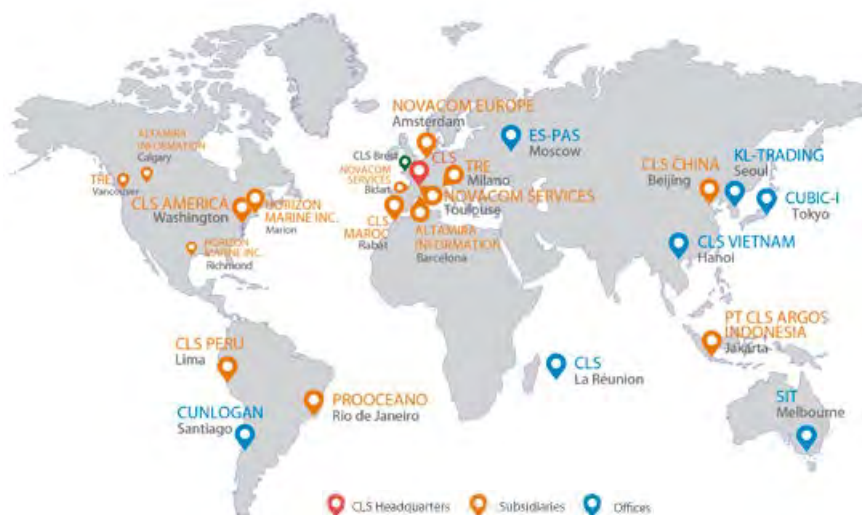 NOVACOM EUROPE
Amsterdam
ES-PAS
Moscow
ALTAMIRA
INFORMATION
Calgary
CLS Brest
CLS
TRE
Milano
KL-TRADING
Seoul
CLS CHINA
Beijing
NOVACOM
SERVICES
Bidart
TRE
Vancouver
CLS AMERICA
Washington
HORIZON
MARINE INC.
Marion
NOVACOM SERVICES
Toulouse
CUBIC-I
Tokyo
CLS
MAROC
Rabat
ALTAMIRA
INFORMATION
Barcelona
HORIZON
MARINE INC.
Richmond
CLS VIETNAM
Hanoi
PT CLS ARGOS
INDONESIA
Jakarta
CLS PERU
Lima
CLS
La Réunion
PROOCEANO
Rio de Janeiro
CUNLOGAN
Santiago
SIT
Melbourne
CLS Headquarters
Subsidiaries
Offices